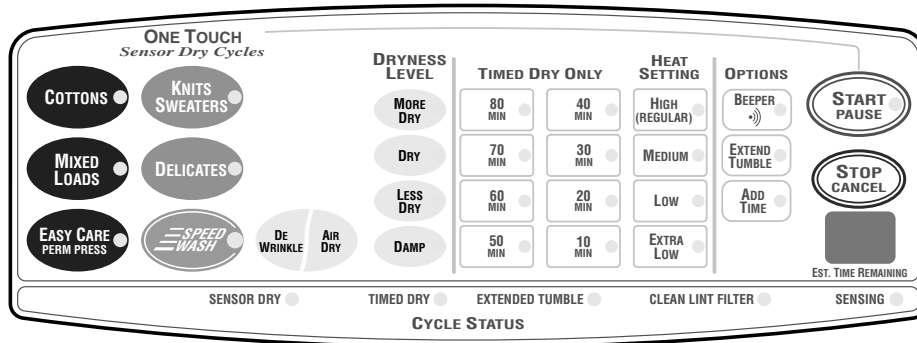 ONE TOUCH
Sensor Dry Cycles
COTTONS
KNITS
SWEATERS
MIXED
LOADS
DELICATES
EASY CARE
PERM PRESS
SPEED
WASH
DE
WRINKLE
AIR
DRY
DRYNESS
LEVEL
MORE
DRY
DRY
LESS
DRY
DAMP
TIMED DRY ONLY
80
MIN
40
MIN
70
MIN
30
MIN
60
MIN
20
MIN
50
MIN
10
MIN
HEAT
SETTING
HIGH
(REGULAR)
MEDIUM
LOW
EXTRA
LOW
OPTIONS
BEEPER
EXTEND
TUMBLE
ADD
TIME
START
PAUSE
STOP
CANCEL
EST. TIME REMAINING
SENSOR DRY
TIMED DRY
EXTENDED TUMBLE
CLEAN LINT FILTER
SENSING
CYCLE STATUS